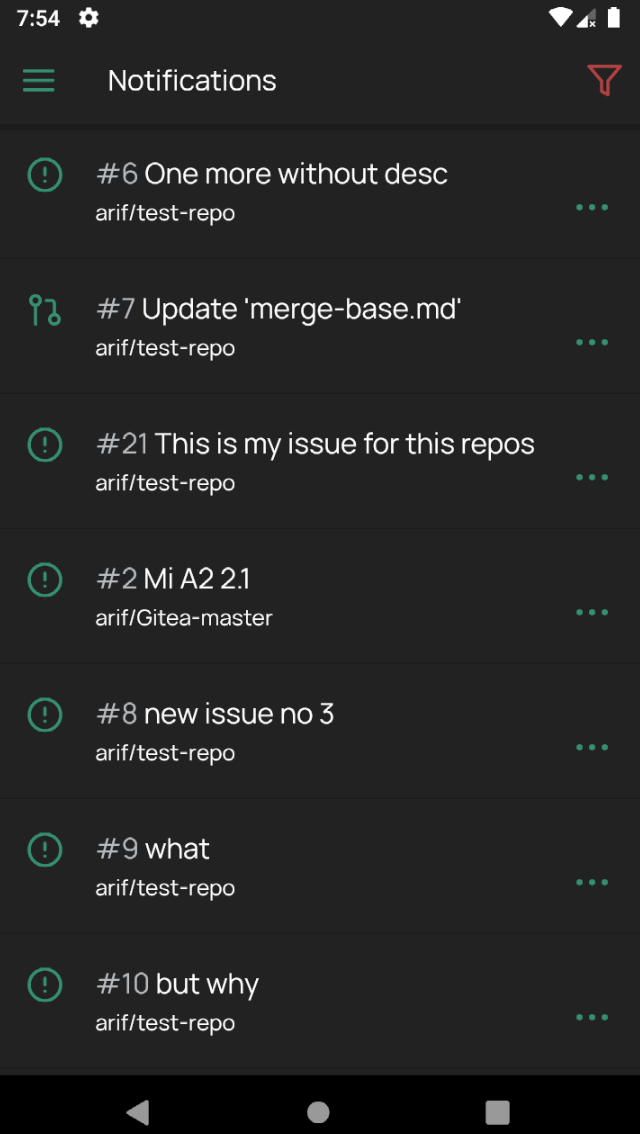 7:54
Notifications
#6 One more without desc
arif/test-repo
#7 Update 'merge-base.md'
arif/test-repo
#21 This is my issue for this repos
arif/test-repo
#2 Mi A2 2.1
arif/Gitea-master
#8 new issue no 3
arif/test-repo
#9 what
arif/test-repo
#10 but why
arif/test-repo